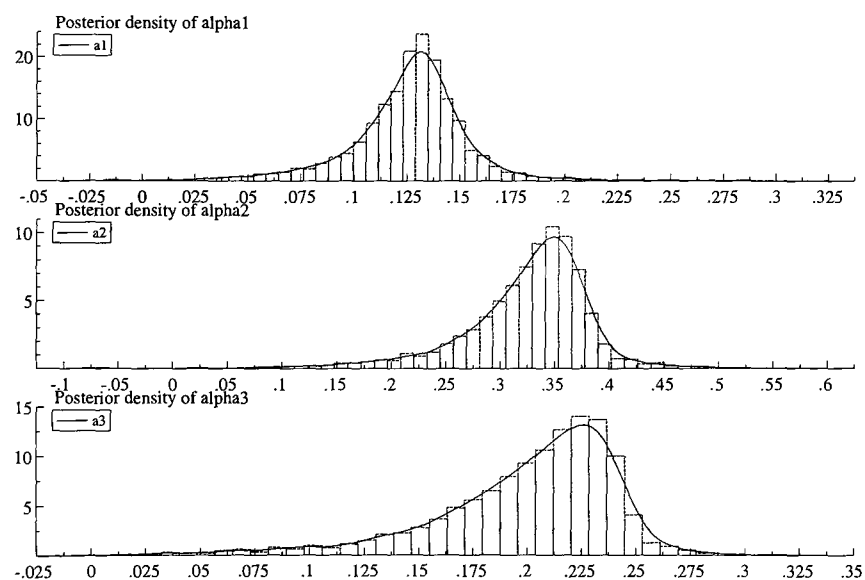 Posterior density of alpha1
a1
20
10
-.05 -.025 0 .025 .05 .075 .1 .125 .15 .175 .2 .225 .25 .275 .3 .325
Posterior density of alpha2
a2
10
5
-.1 -.05 0 .05 .1 .15 .2 .25 .3 .35 .4 .45 .5 .55 .6
Posterior density of alpha3
a3
15
10
5
-.025 0 .025 .05 .075 .1 .125 .15 .175 .2 .225 .25 .275 .3 .325 .35